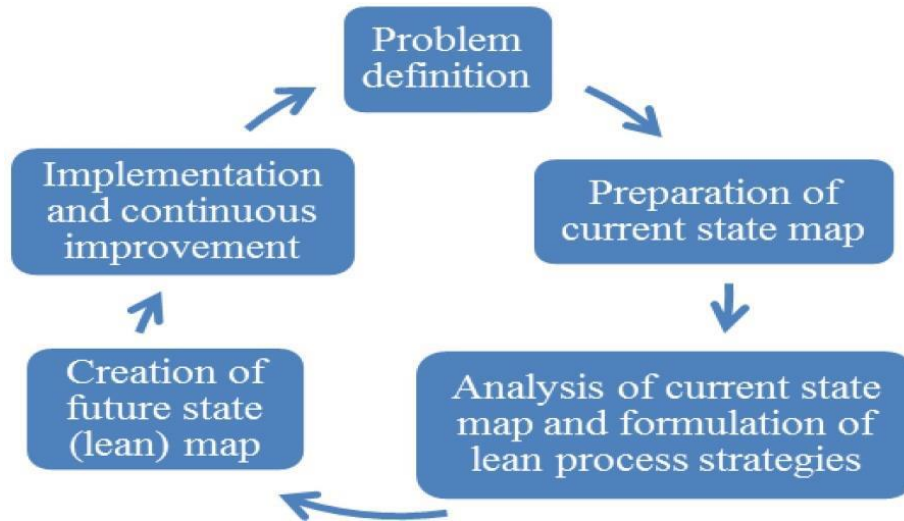 Problem
definition
Preparation of
current state map
Analysis of current state
map and formulation of
lean process strategies
Creation of
future state
(lean) map
Implementation
and continuous
improvement